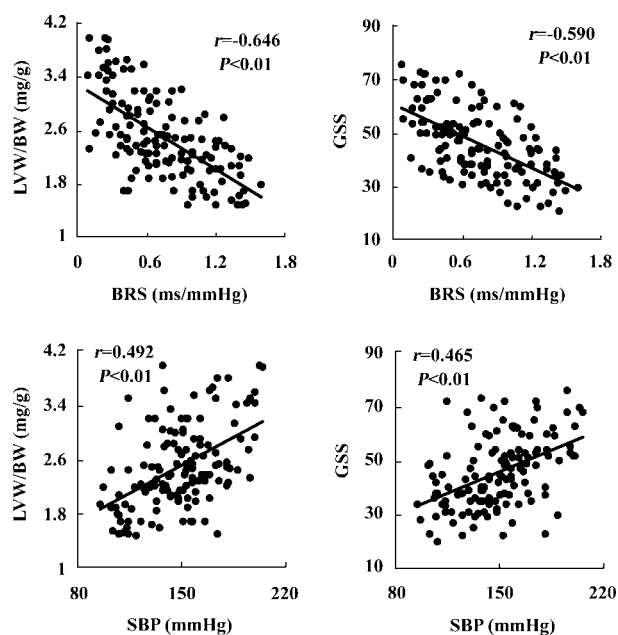 4.2
3.4
2.6
1.8
1
LVW/BW (mg/g)
r=-0.646
P<0.01
0
0.6
1.2
1.8
BRS (ms/mmHg)
90
70
50
30
10
GSS
r=-0.590
P<0.01
0
0.6
1.2
1.8
BRS (ms/mmHg)
4.2
3.4
2.6
1.8
1
LVW/BW (mg/g)
r=0.492
P<0.01
80
150
220
SBP (mmHg)
90
70
50
30
10
GSS
r=0.465
P<0.01
80
150
220
SBP (mmHg)